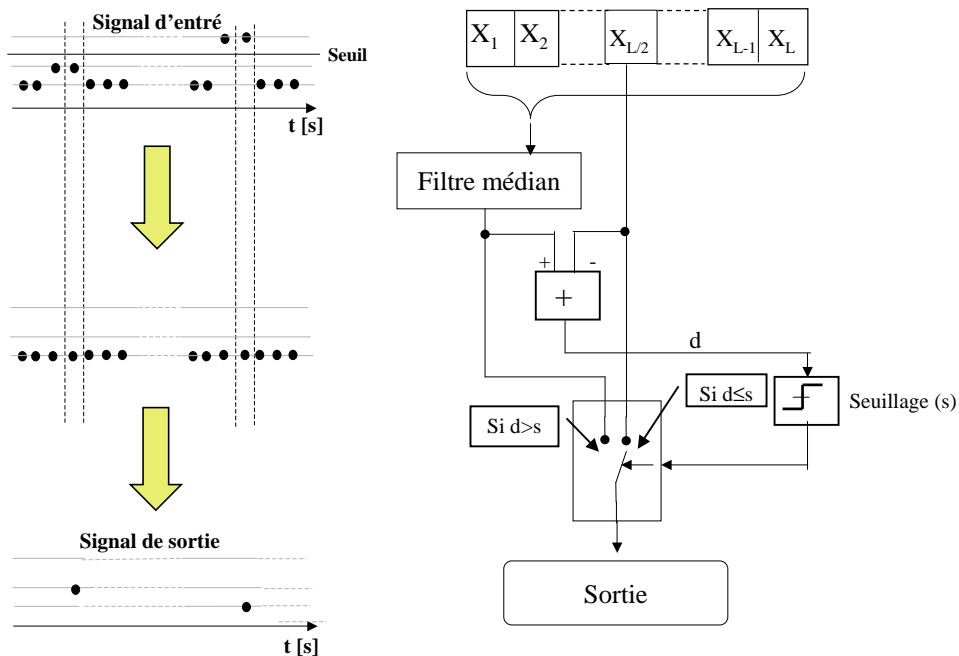 Signal d'entré
Seuil
t [s]
Signal de sortie
t [s]
X1 X2 XL/2 XL-1 XL
Filtre médian
+ -
+
d
Si d>s
Si d≤s
Seuillage (s)
Sortie